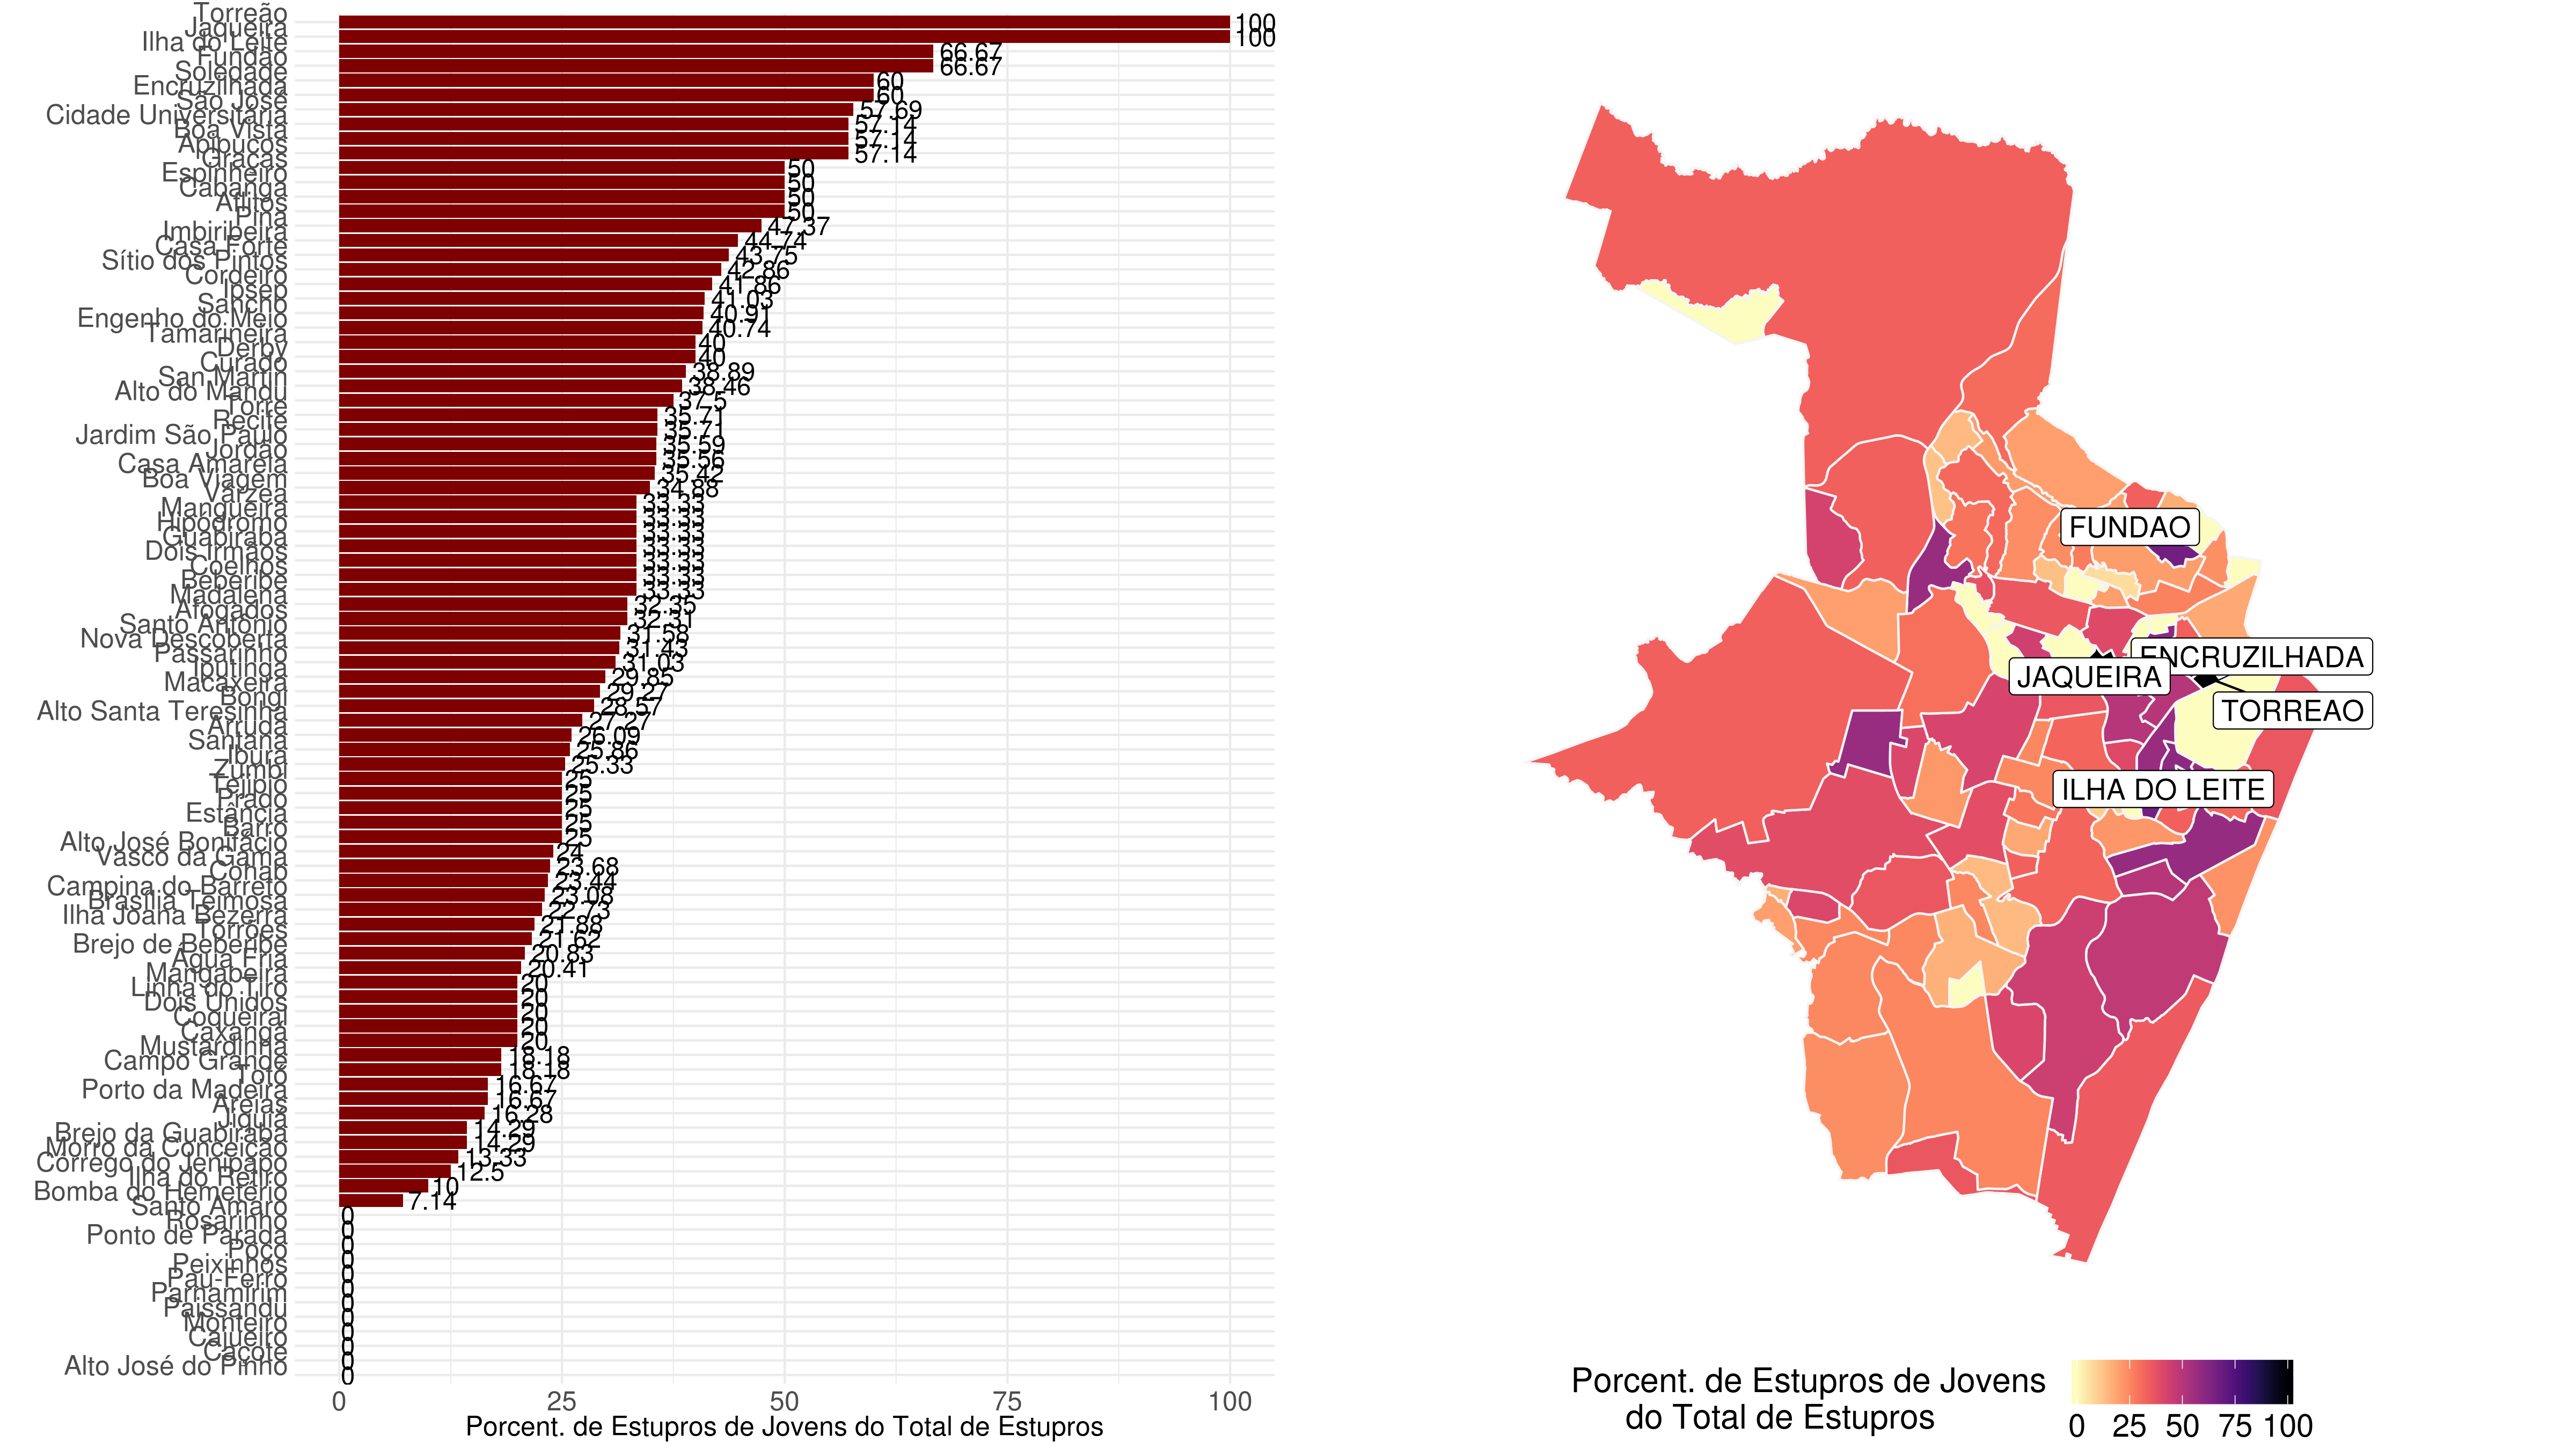 Torreão 100
Jaqueira 100
Ilha do Leite 66.67
Fundão 66.67
Soledade 60
Encruzilhada 60
São José 57.69
Cidade Universitária 57.14
Boa Vista 57.14
Apipucos 57.14
Graças 50
Espinheiro 50
Cabanga 50
Aflitos 50
Pina 47.37
Imbiribeira 44.74
Casa Forte 43.75
Sítio dos Pintos 42.86
Cordeiro 41.86
Ipsep 41.03
Sancho 40.91
Engenho do Meio 40.74
Tamarineira 40
Derby 40
Curado 38.89
San Martin 38.46
Alto do Mandu 37.5
Torre 35.71
Recife 35.71
Jardim São Paulo 35.59
Jordão 35.56
Casa Amarela 35.42
Boa Viagem 34.88
Várzea 33.33
Mangueira 33.33
Hipódromo 33.33
Guabiraba 33.33
Dois Irmãos 33.33
Coelhos 33.33
Beberibe 33.33
Madalena 32.35
Afogados 32.31
Santo Antônio 31.58
Nova Descoberta 31.43
Passarinho 31.03
Iputinga 29.85
Macaxeira 29.27
Bongi 28.57
Alto Santa Teresinha 27.27
Arruda 26.09
Santana 25.86
Ibura 25.33
Zumbi 25
Tejipió 25
Prado 25
Estância 25
Barro 25
Alto José Bonifácio 24
Vasco da Gama 23.68
Cohab 23.44
Campina do Barreto 23.08
Brasília Teimosa 22.73
Ilha Joana Bezerra 21.88
Torrões 21.62
Brejo de Beberibe 20.83
Água Fria 20.41
Mangabeira 20
Linha do Tiro 20
Dois Unidos 20
Coqueiral 20
Caxangá 20
Mustardinha 18.18
Campo Grande 18.18
Totó 16.67
Porto da Madeira 16.67
Areias 16.28
Jiquiá 14.29
Brejo da Guabiraba 14.29
Morro da Conceição 13.33
Córrego do Jenipapo 12.5
Ilha do Retiro 10
Bomba do Hemetério 7.14
Santo Amaro 0
Rosarinho 0
Ponto de Parada 0
Poço 0
Peixinhos 0
Pau-Ferro 0
Parnamirim 0
Paissandu 0
Monteiro 0
Cajueiro 0
Caçote 0
Alto José do Pinho 0
0 25 50 75 100
Porcent. de Estupros de Jovens do Total de Estupros
FUNDAO
ENCRUZILHADA
JAQUEIRA
TORREAO
ILHA DO LEITE
Porcent. de Estupros de Jovens
do Total de Estupros
0 25 50 75 100